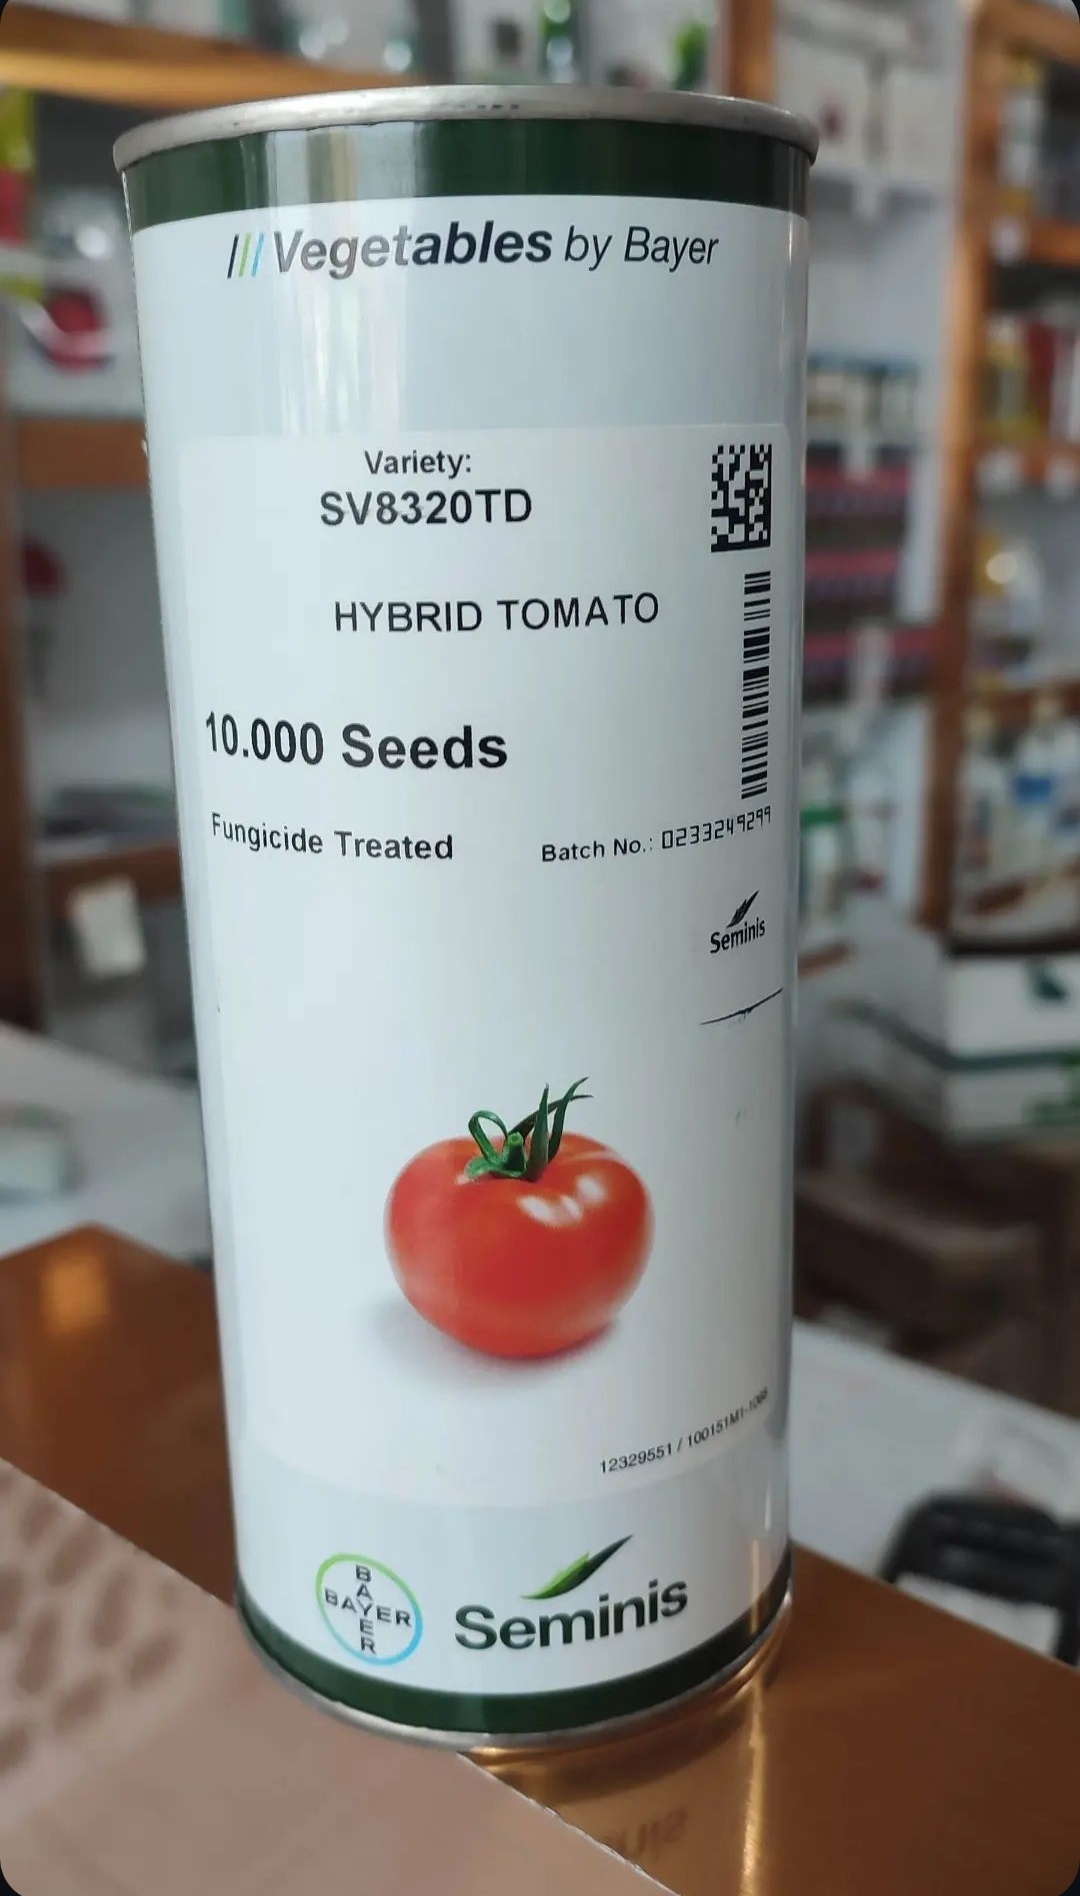 Vegetables by Bayer
Variety:
SV8320TD
HYBRID TOMATO
10.000 Seeds
Fungicide Treated
Batch No.: 0233249299
Seminis
12329551 / 100151M1-1068
BAYER
BAYER
Seminis